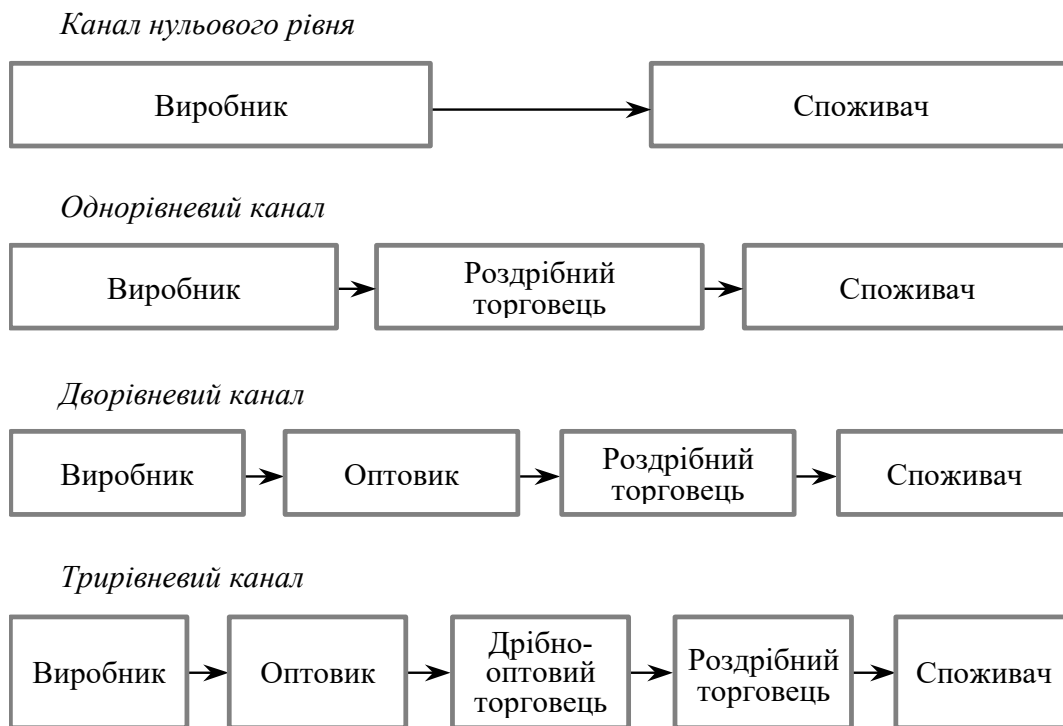 Канал нульового рівня
Виробник
Споживач
Однорівневий канал
Виробник
Роздрібний
торговець
Споживач
Дворівневий канал
Виробник
Оптовик
Роздрібний
торговець
Споживач
Трирівневий канал
Виробник
Оптовик
Дрібно-
оптовий
торговець
Роздрібний
торговець
Споживач